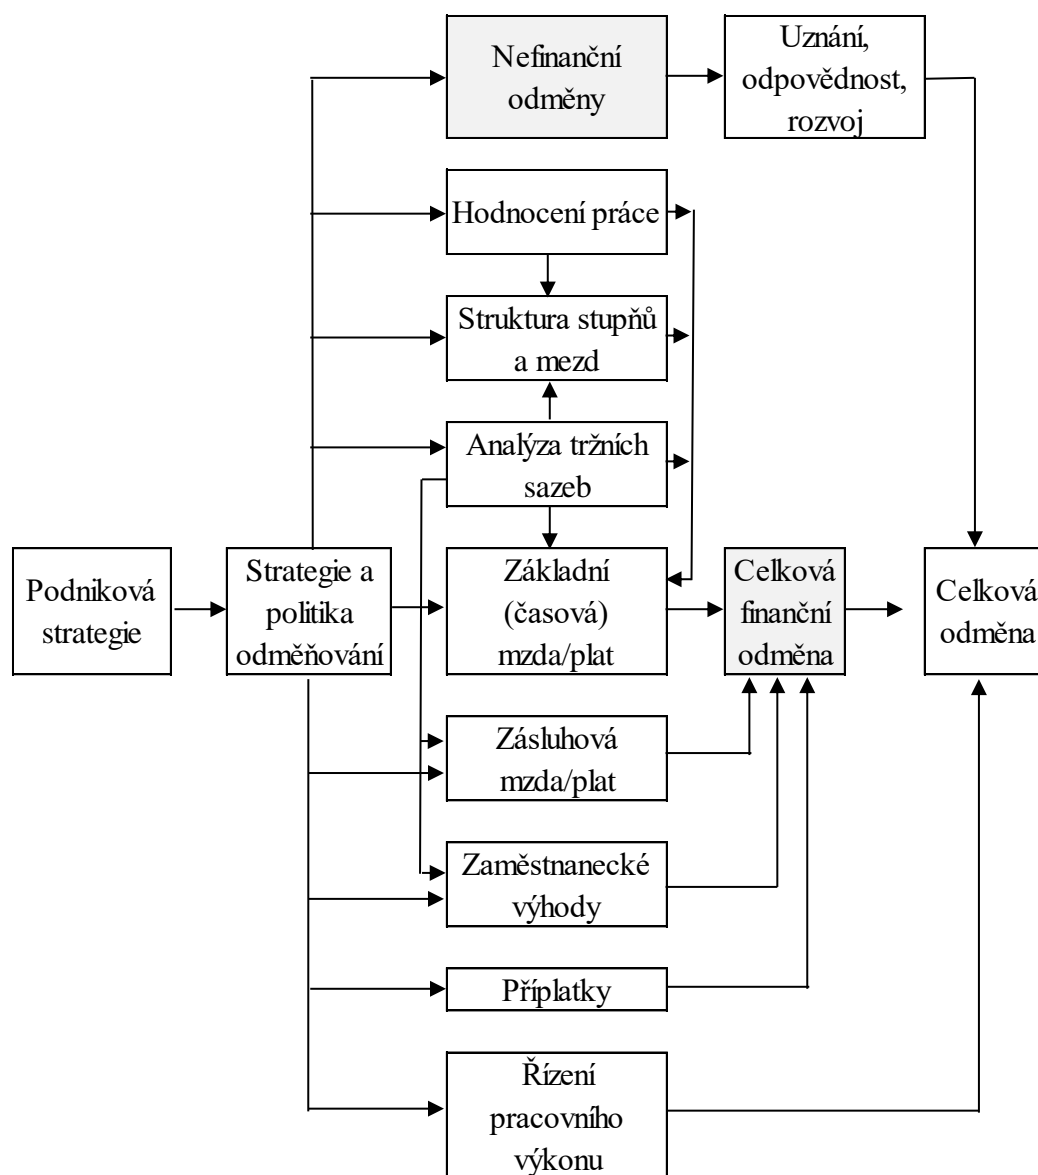 Nefinanční
odměny
Uznání,
odpovědnost,
rozvoj
Hodnocení práce
Struktura stupňů
a mezd
Analýza tržních
sazeb
Podniková
strategie
Strategie a
politika
odměňování
Základní
(časová)
mzda/plat
Celková
finanční
odměna
Celková
odměna
Zásluhová
mzda/plat
Zaměstnanecké
výhody
Příplatky
Řízení
pracovního
výkonu